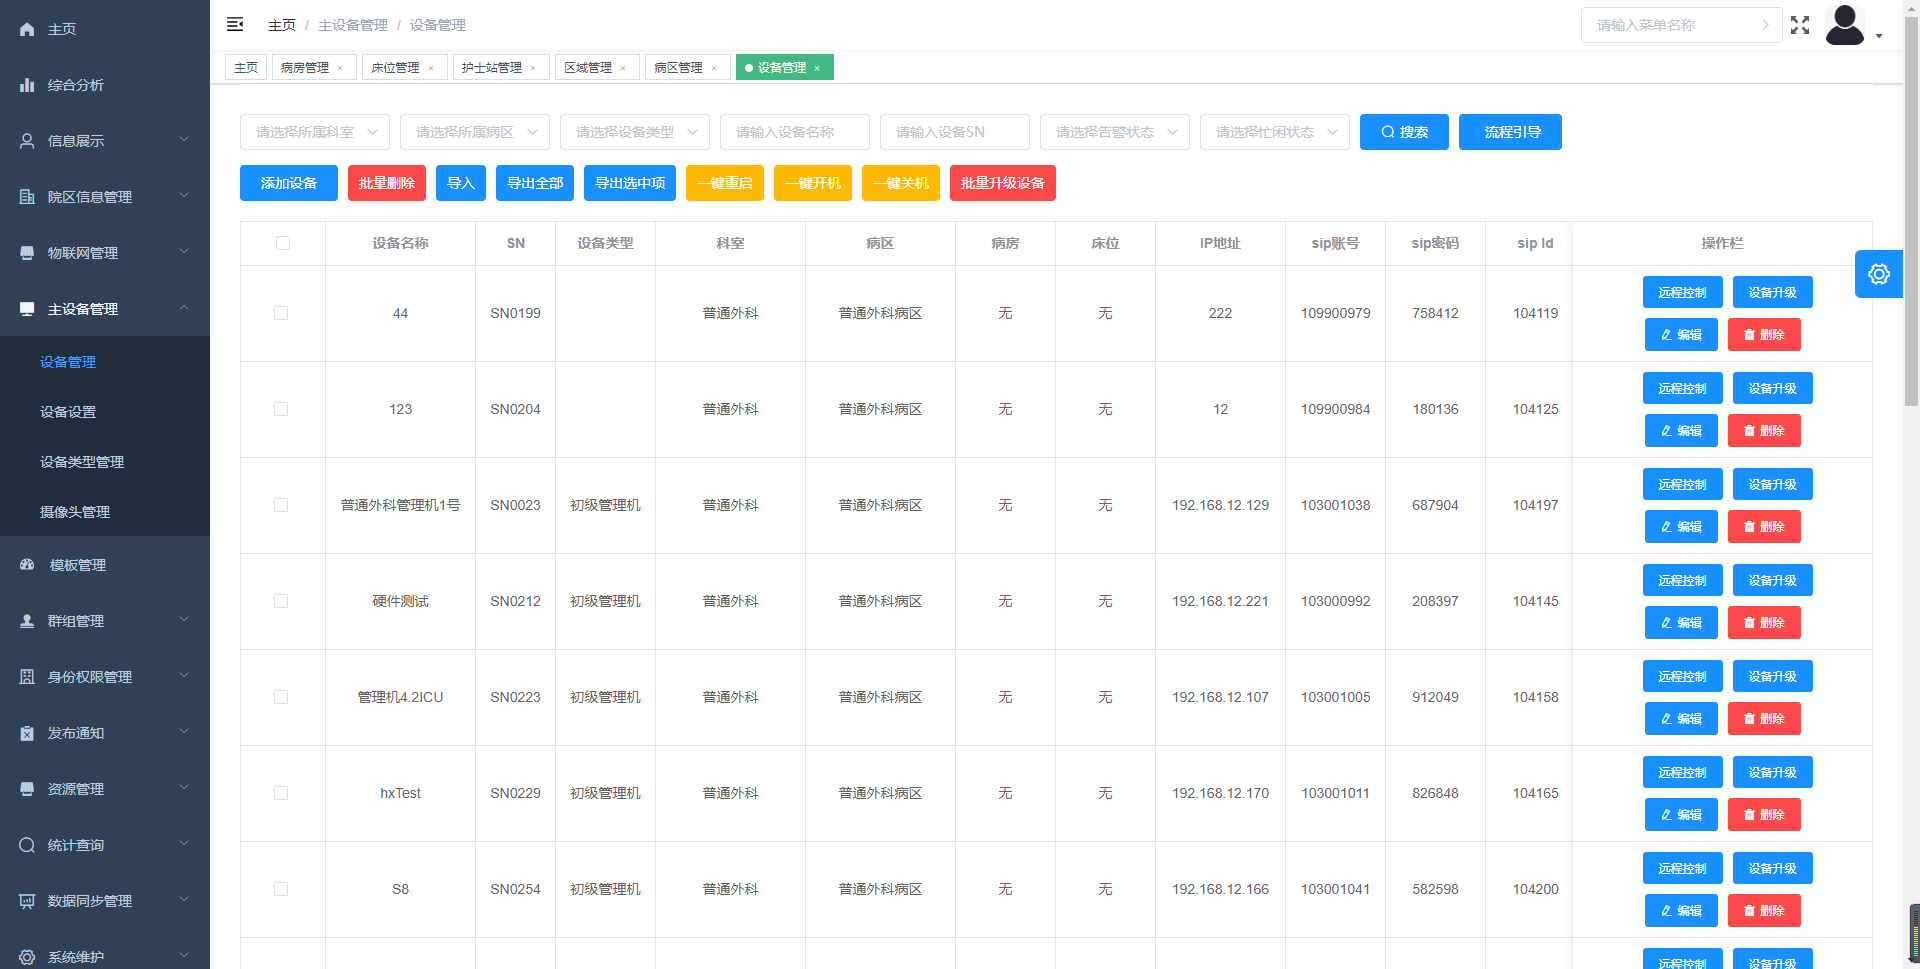 主页
综合分析
信息展示
院区信息管理
物联网管理
主设备管理
设备管理
设备设置
设备类型管理
摄像头管理
模板管理
群组管理
身份权限管理
发布通知
资源管理
统计查询
数据同步管理
系统维护
主页 / 主设备管理 / 设备管理
请输入菜单名称
主页 病房管理 × 床位管理 × 护士站管理 × 区域管理 × 病区管理 × 设备管理 ×
请选择所属科室 请选择所属病区 请选择设备类型 请输入设备名称 请输入设备SN 请选择告警状态 请选择忙闲状态 搜索 流程引导
添加设备 批量删除 导入 导出全部 导出选中项 一键重启 一键开机 一键关机 批量升级设备
设备名称 SN 设备类型 科室 病区 病房 床位 IP地址 sip账号 sip密码 sip Id 操作栏
44 SN0199 普通外科 普通外科病区 无 无 222 109900979 758412 104119 远程控制 设备升级
编辑 删除
123 SN0204 普通外科 普通外科病区 无 无 12 109900984 180136 104125 远程控制 设备升级
编辑 删除
普通外科管理机1号 SN0023 初级管理机 普通外科 普通外科病区 无 无 192.168.12.129 103001038 687904 104197 远程控制 设备升级
编辑 删除
硬件测试 SN0212 初级管理机 普通外科 普通外科病区 无 无 192.168.12.221 103000992 208397 104145 远程控制 设备升级
编辑 删除
管理机4.2ICU SN0223 初级管理机 普通外科 普通外科病区 无 无 192.168.12.107 103001005 912049 104158 远程控制 设备升级
编辑 删除
hxTest SN0229 初级管理机 普通外科 普通外科病区 无 无 192.168.12.170 103001011 826848 104165 远程控制 设备升级
编辑 删除
S8 SN0254 初级管理机 普通外科 普通外科病区 无 无 192.168.12.166 103001041 582598 104200 远程控制 设备升级
编辑 删除
远程控制 设备升级